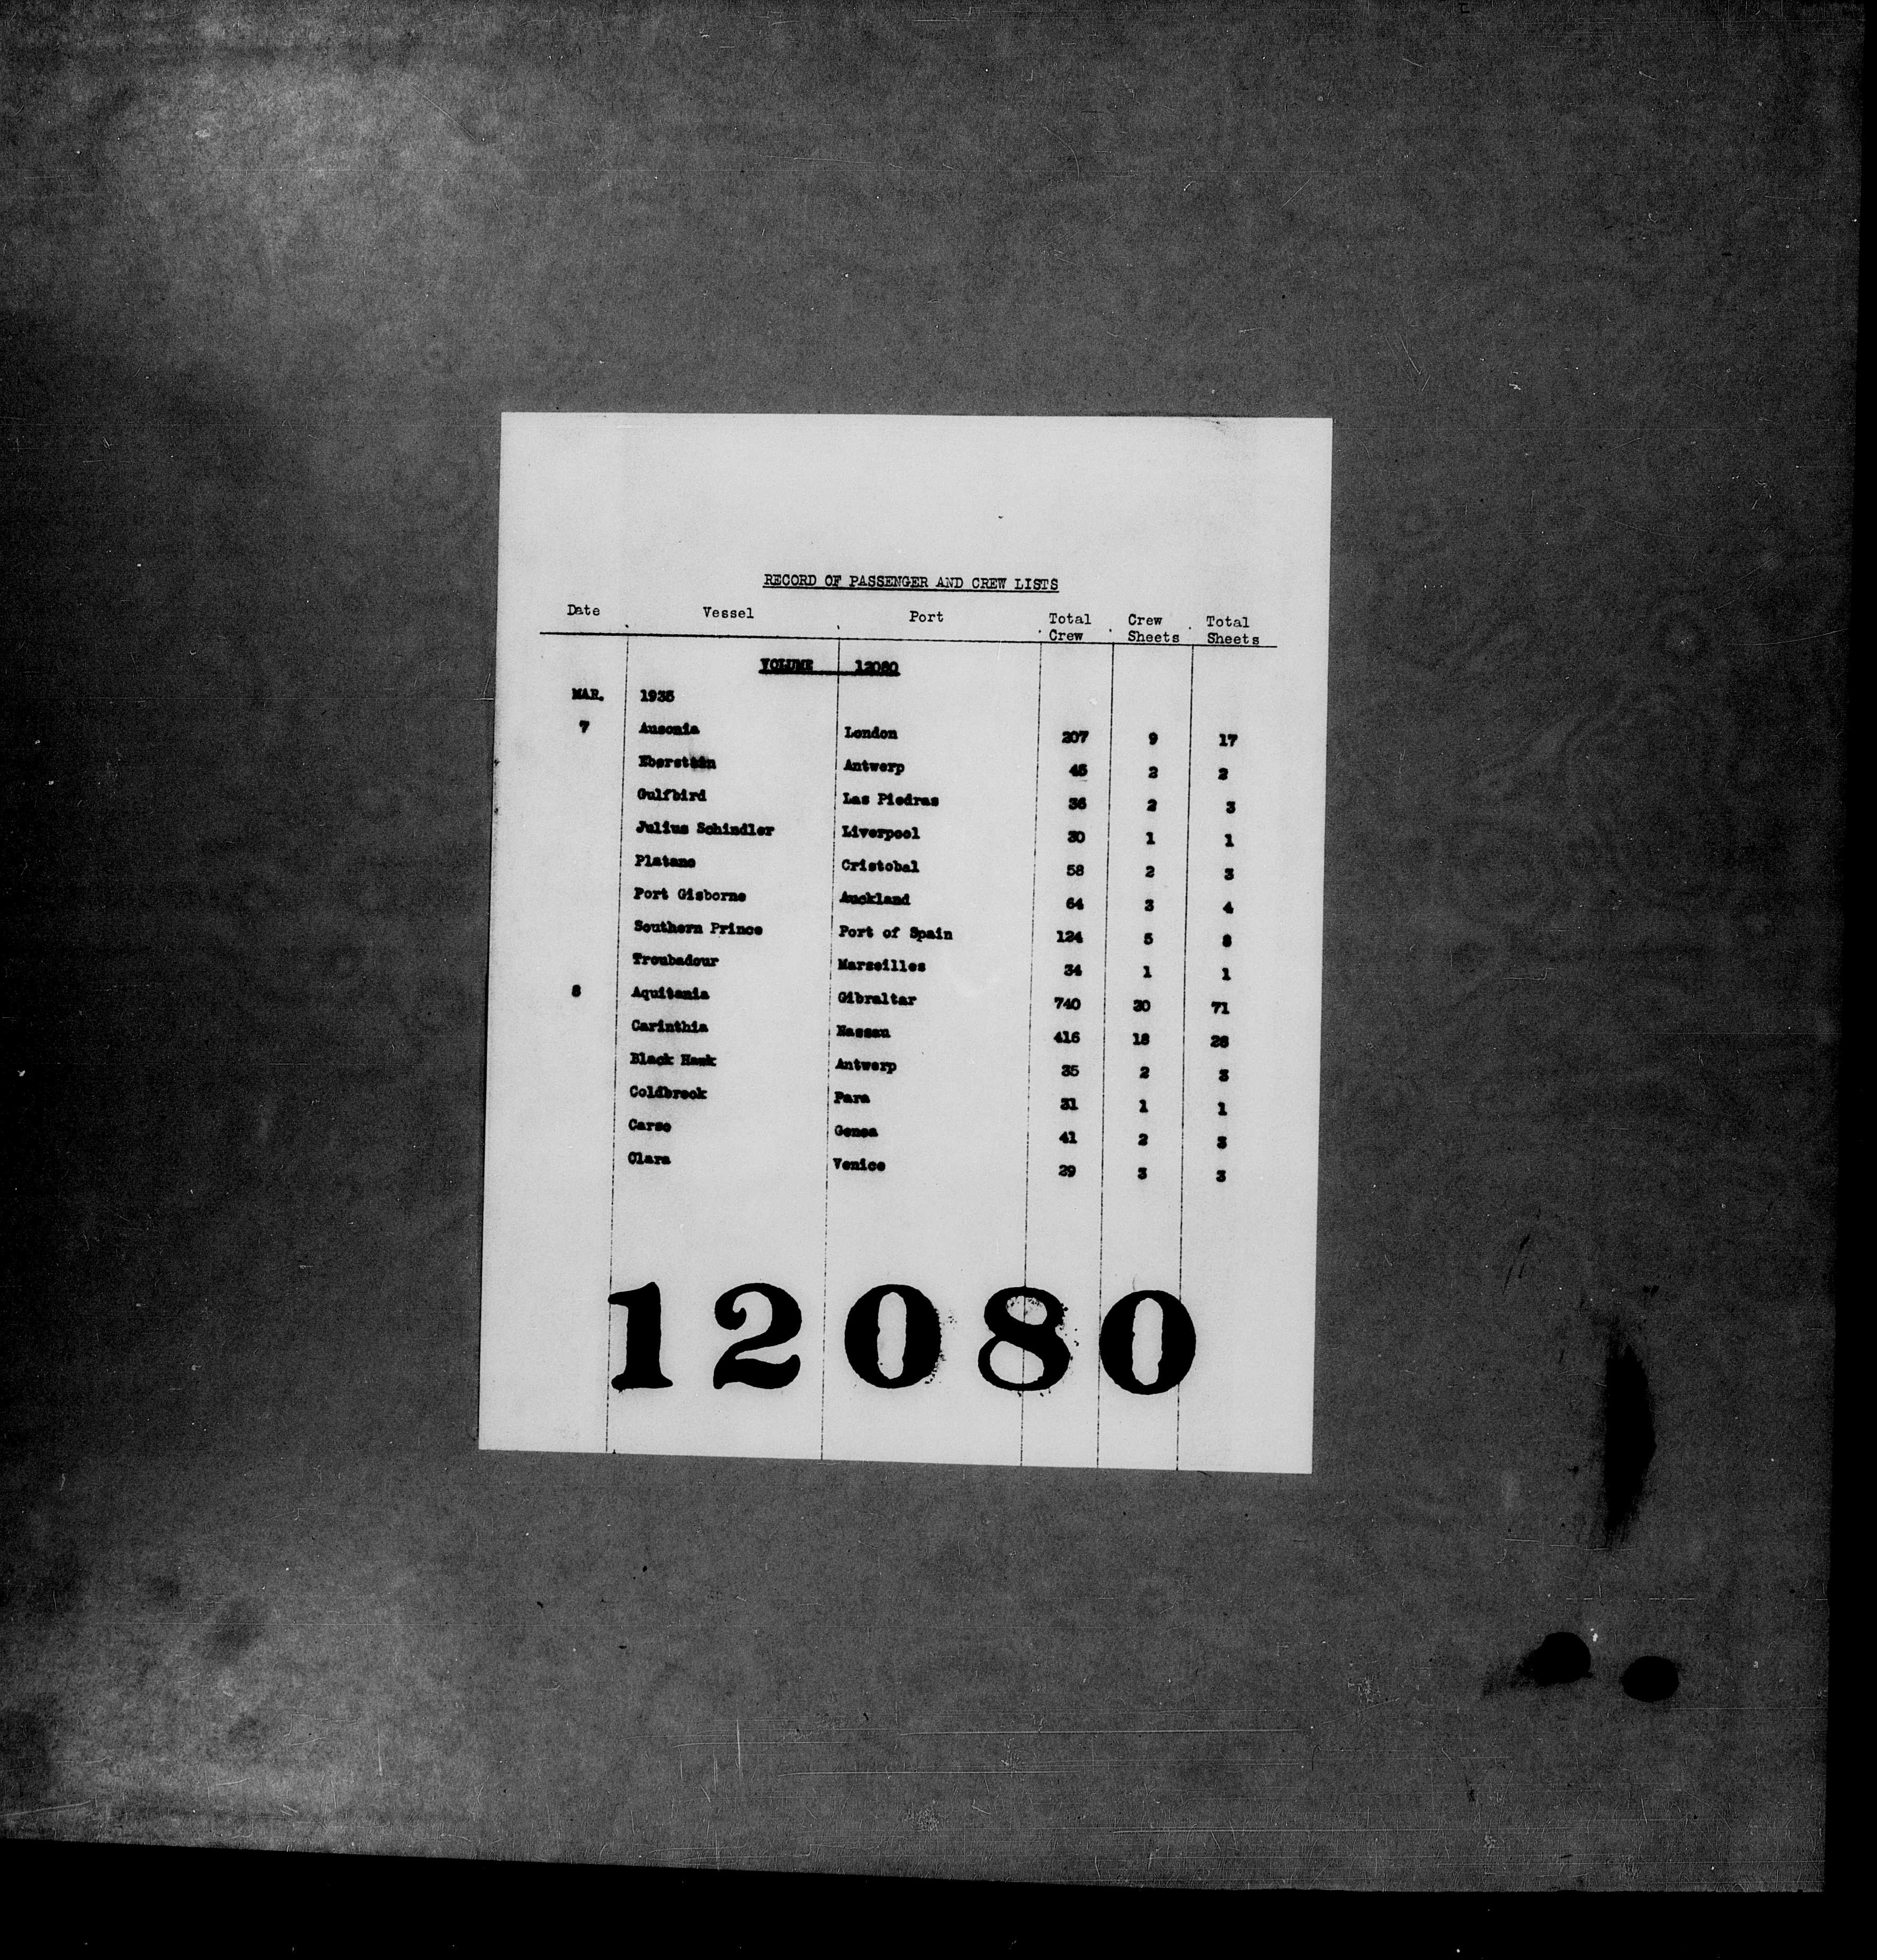 RECORD OF PASSENGER AND CREW LISTS
Date Vessel Port Total Crew Crew Sheets Total Sheets
VOLUME 12080
MAR. 1935
7 Ausonia London 207 9 17
Eberstein Antwerp 45 2 2
Gulfbird Las Piedras 36 2 3
Julius Schindler Liverpool 30 1 1
Platano Cristobal 58 2 3
Port Gisborne Auckland 64 3 4
Southern Prince Port of Spain 124 5 8
Troubadour Marseilles 34 1 1
8 Aquitania Gibraltar 740 30 71
Carinthia Nassau 416 18 28
Black Hawk Antwerp 35 2 3
Coldbrook Para 31 1 1
Carso Genoa 41 2 3
Clara Venice 29 3 3
12080